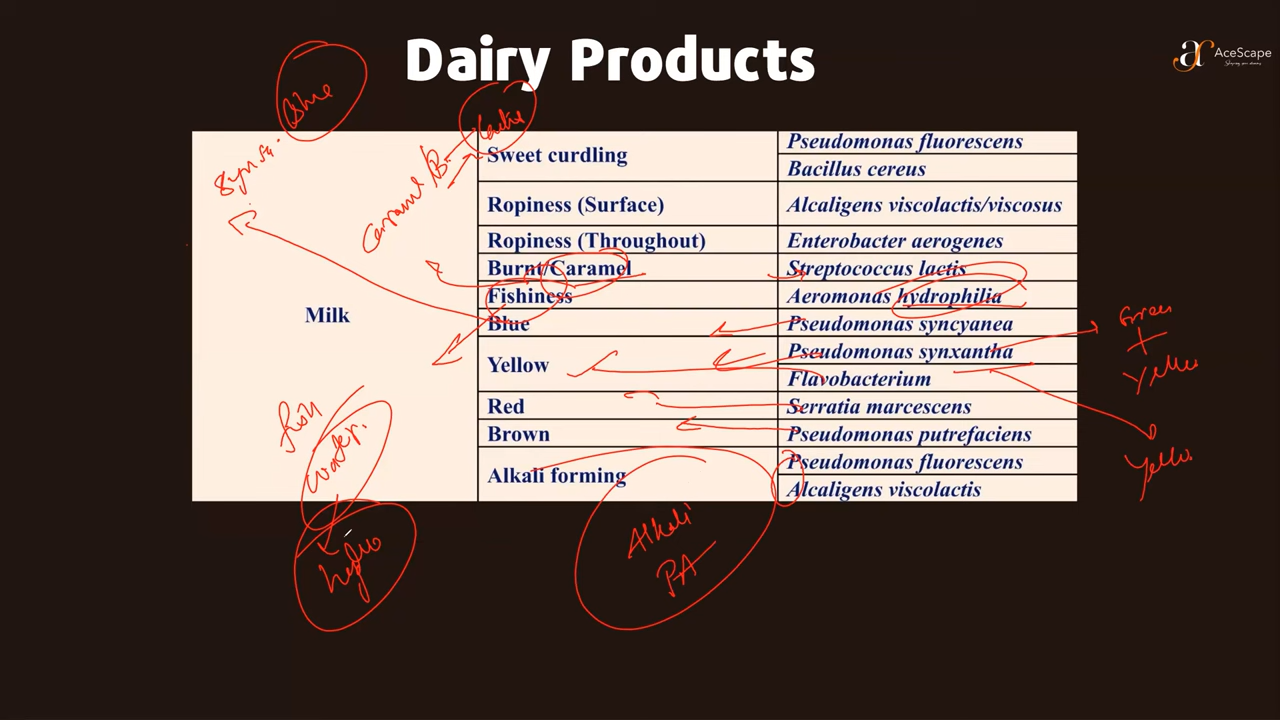 Dairy Products
AceScape
Blue
Lactis
Caramel B.
Milk
Sweet curdling
Pseudomonas fluorescens
Bacillus cereus
Ropiness (Surface)
Alcaligens viscolactis/viscosus
Ropiness (Throughout)
Enterobacter aerogenes
Burnt/Caramel
Streptococcus lactis
Fishiness
Aeromonas hydrophilia
Blue
Pseudomonas syncyanea
Yellow
Pseudomonas synxantha
Flavobacterium
Red
Serratia marcescens
Brown
Pseudomonas putrefaciens
Alkali forming
Pseudomonas fluorescens
Alcaligens viscolactis
Green
+
Yellow
Yellow
fish
water.
hydro
Alkali
PA